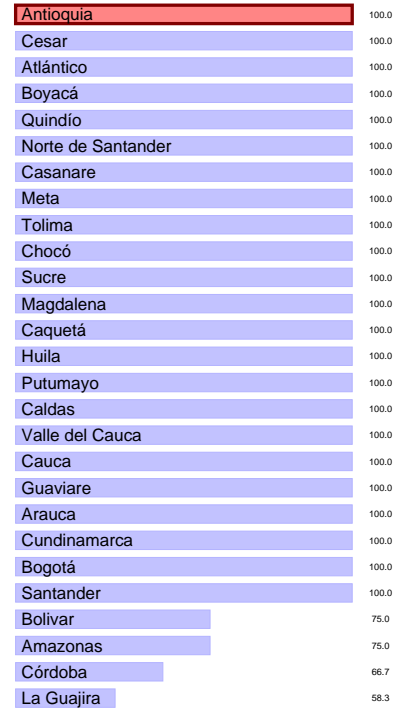 Antioquia 100.0
Cesar 100.0
Atlántico 100.0
Boyacá 100.0
Quindío 100.0
Norte de Santander 100.0
Casanare 100.0
Meta 100.0
Tolima 100.0
Chocó 100.0
Sucre 100.0
Magdalena 100.0
Caquetá 100.0
Huila 100.0
Putumayo 100.0
Caldas 100.0
Valle del Cauca 100.0
Cauca 100.0
Guaviare 100.0
Arauca 100.0
Cundinamarca 100.0
Bogotá 100.0
Santander 100.0
Bolivar 75.0
Amazonas 75.0
Córdoba 66.7
La Guajira 58.3